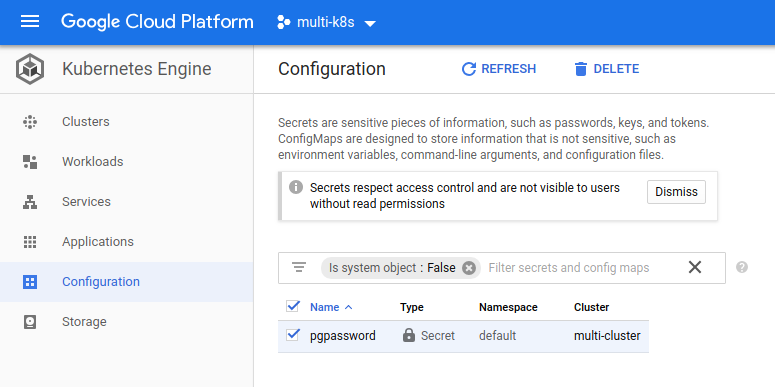 Google Cloud Platform
multi-k8s
Kubernetes Engine
Configuration
REFRESH
DELETE
Clusters
Workloads
Services
Applications
Configuration
Storage
Secrets are sensitive pieces of information, such as passwords, keys, and tokens.
ConfigMaps are designed to store information that is not sensitive, such as
environment variables, command-line arguments, and configuration files.
Secrets respect access control and are not visible to users
without read permissions
Dismiss
Is system object : False
Filter secrets and config maps
Name Type Namespace Cluster
pgpassword Secret default multi-cluster